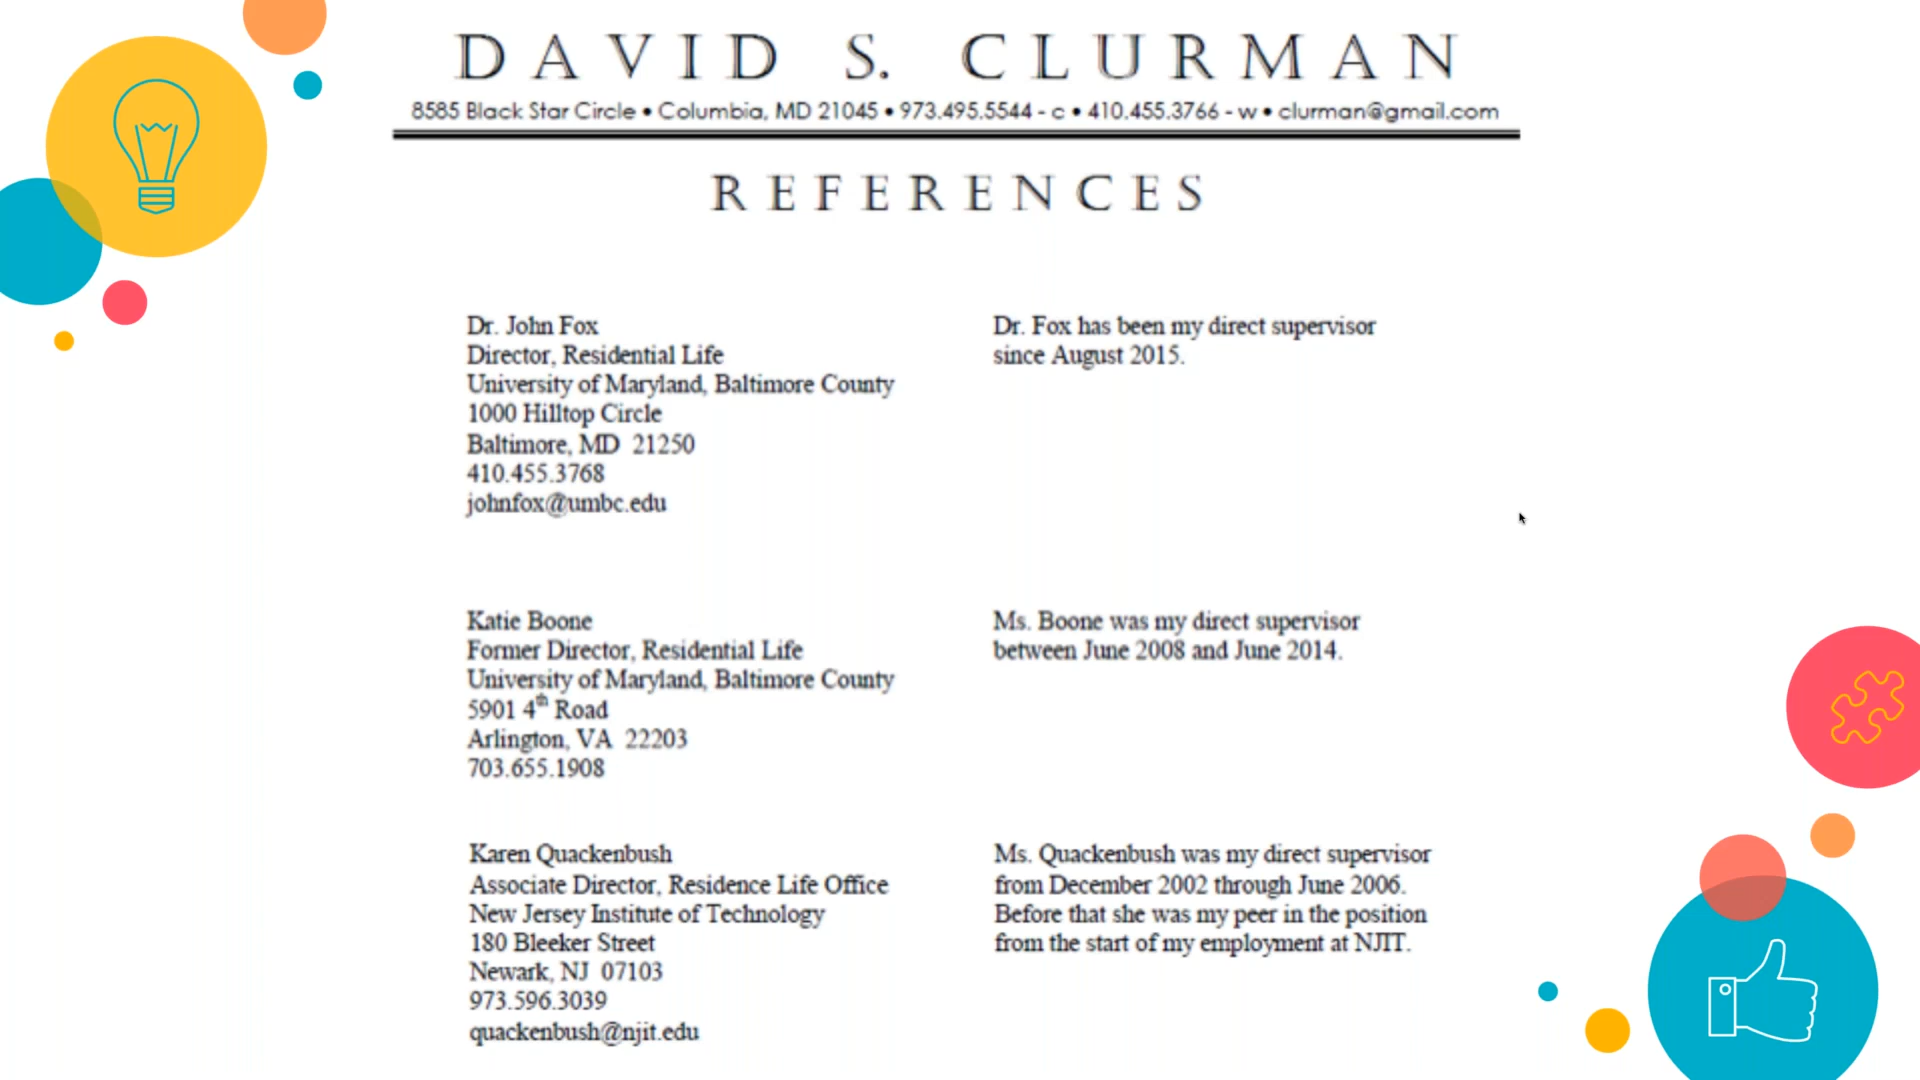 DAVID S. CLURMAN
8585 Black Star Circle • Columbia, MD 21045 • 973.495.5544 - c • 410.455.3766 - w • clurman@gmail.com
REFERENCES
Dr. John Fox
Director, Residential Life
University of Maryland, Baltimore County
1000 Hilltop Circle
Baltimore, MD 21250
410.455.3768
johnfox@umbc.edu
Dr. Fox has been my direct supervisor
since August 2015.
Katie Boone
Former Director, Residential Life
University of Maryland, Baltimore County
5901 4th Road
Arlington, VA 22203
703.655.1908
Ms. Boone was my direct supervisor
between June 2008 and June 2014.
Karen Quackenbush
Associate Director, Residence Life Office
New Jersey Institute of Technology
180 Bleeker Street
Newark, NJ 07103
973.596.3039
quackenbush@njit.edu
Ms. Quackenbush was my direct supervisor
from December 2002 through June 2006.
Before that she was my peer in the position
from the start of my employment at NJIT.